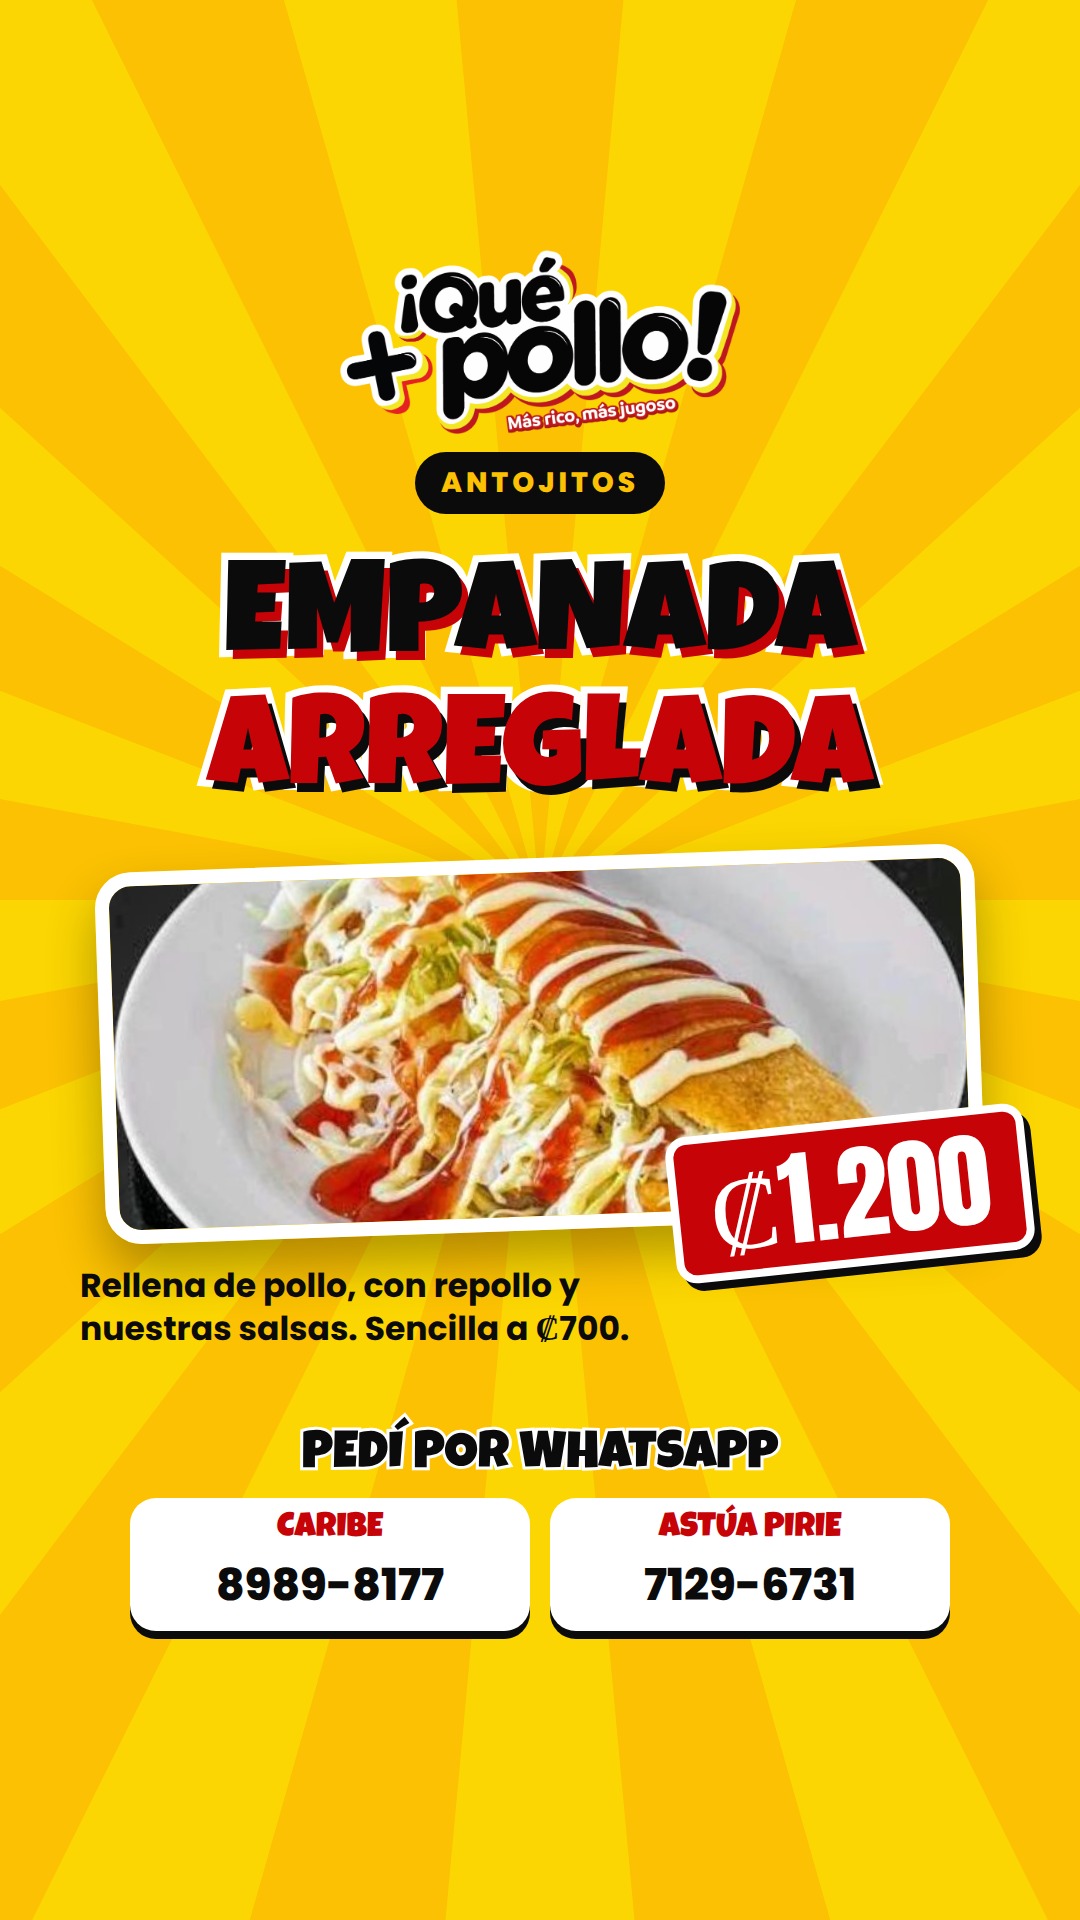 ¡Qué
+ pollo!
Más rico, más jugoso
ANTOJITOS
EMPANADA
ARREGLADA
₡1.200
Rellena de pollo, con repollo y
nuestras salsas. Sencilla a ₡700.
PEDÍ POR WHATSAPP
CARIBE
8989-8177
ASTÚA PIRIE
7129-6731